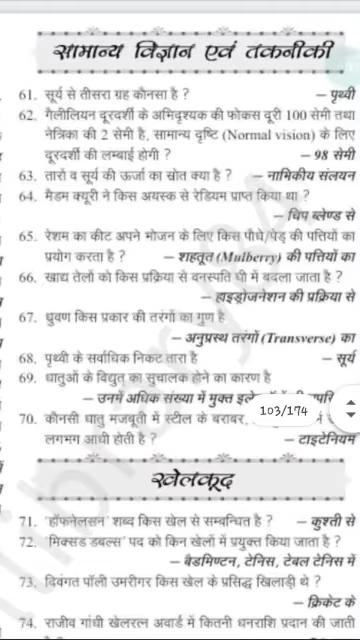 सामान्य विज्ञान एवं तकनीकी
61. सूर्य से तीसरा ग्रह कौनसा है ? – पृथ्वी
62. गैलीलियन दूरदर्शी के अभिदृश्यक की फोकस दूरी 100 सेमी तथा
नेत्रिका की 2 सेमी है, सामान्य दृष्टि (Normal vision) के लिए
दूरदर्शी की लम्बाई होगी ? – 98 सेमी
63. तारों व सूर्य की ऊर्जा का स्रोत क्या है ? – नाभिकीय संलयन
64. मैडम क्यूरी ने किस अयस्क से रेडियम प्राप्त किया था ?
– पिच ब्लेण्ड से
65. रेशम का कीट अपने भोजन के लिए किस पौधे/पेड़ की पत्तियों का
प्रयोग करता है ? – शहतूत (Mulberry) की पत्तियों का
66. खाद्य तेलों को किस प्रक्रिया से वनस्पति घी में बदला जाता है ?
– हाइड्रोजनेशन की प्रक्रिया से
67. ध्रुवण किस प्रकार की तरंगों का गुण है
– अनुप्रस्थ तरंगों (Transverse) का
68. पृथ्वी के सर्वाधिक निकट तारा है – सूर्य
69. धातुओं के विद्युत का सुचालक होने का कारण है
– उनमें अधिक संख्या में मुक्त
70. कौनसी धातु मजबूती में स्टील के बराबर,
103/174
लगभग आधी होती है ? – टाइटेनियम
खेलकूद
71. 'हॉफनेलसन' शब्द किस खेल से सम्बन्धित है ? – कुश्ती से
72. 'मिक्सड डबल्स' पद को किन खेलों में प्रयुक्त किया जाता है ?
– बैडमिण्टन, टेनिस, टेबल टेनिस में
73. दिवंगत पॉली उमरीगर किस खेल के प्रसिद्ध खिलाड़ी थे ?
– क्रिकेट के
74. राजीव गांधी खेलरत्न अवार्ड में कितनी धनराशि प्रदान की जाती